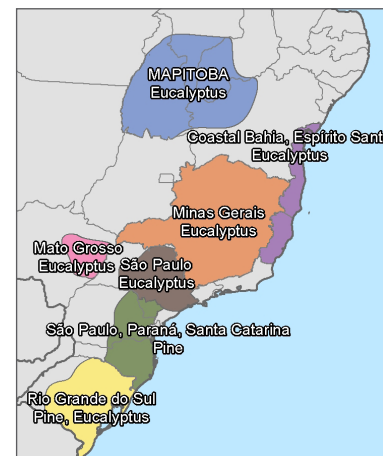 MAPITOBA
Eucalyptus
Coastal Bahia, Espírito Sant
Eucalyptus
Minas Gerais
Eucalyptus
Mato Grosso
Eucalyptus
São Paulo
Eucalyptus
São Paulo, Paraná, Santa Catarina
Pine
Rio Grande do Sul
Pine, Eucalyptus